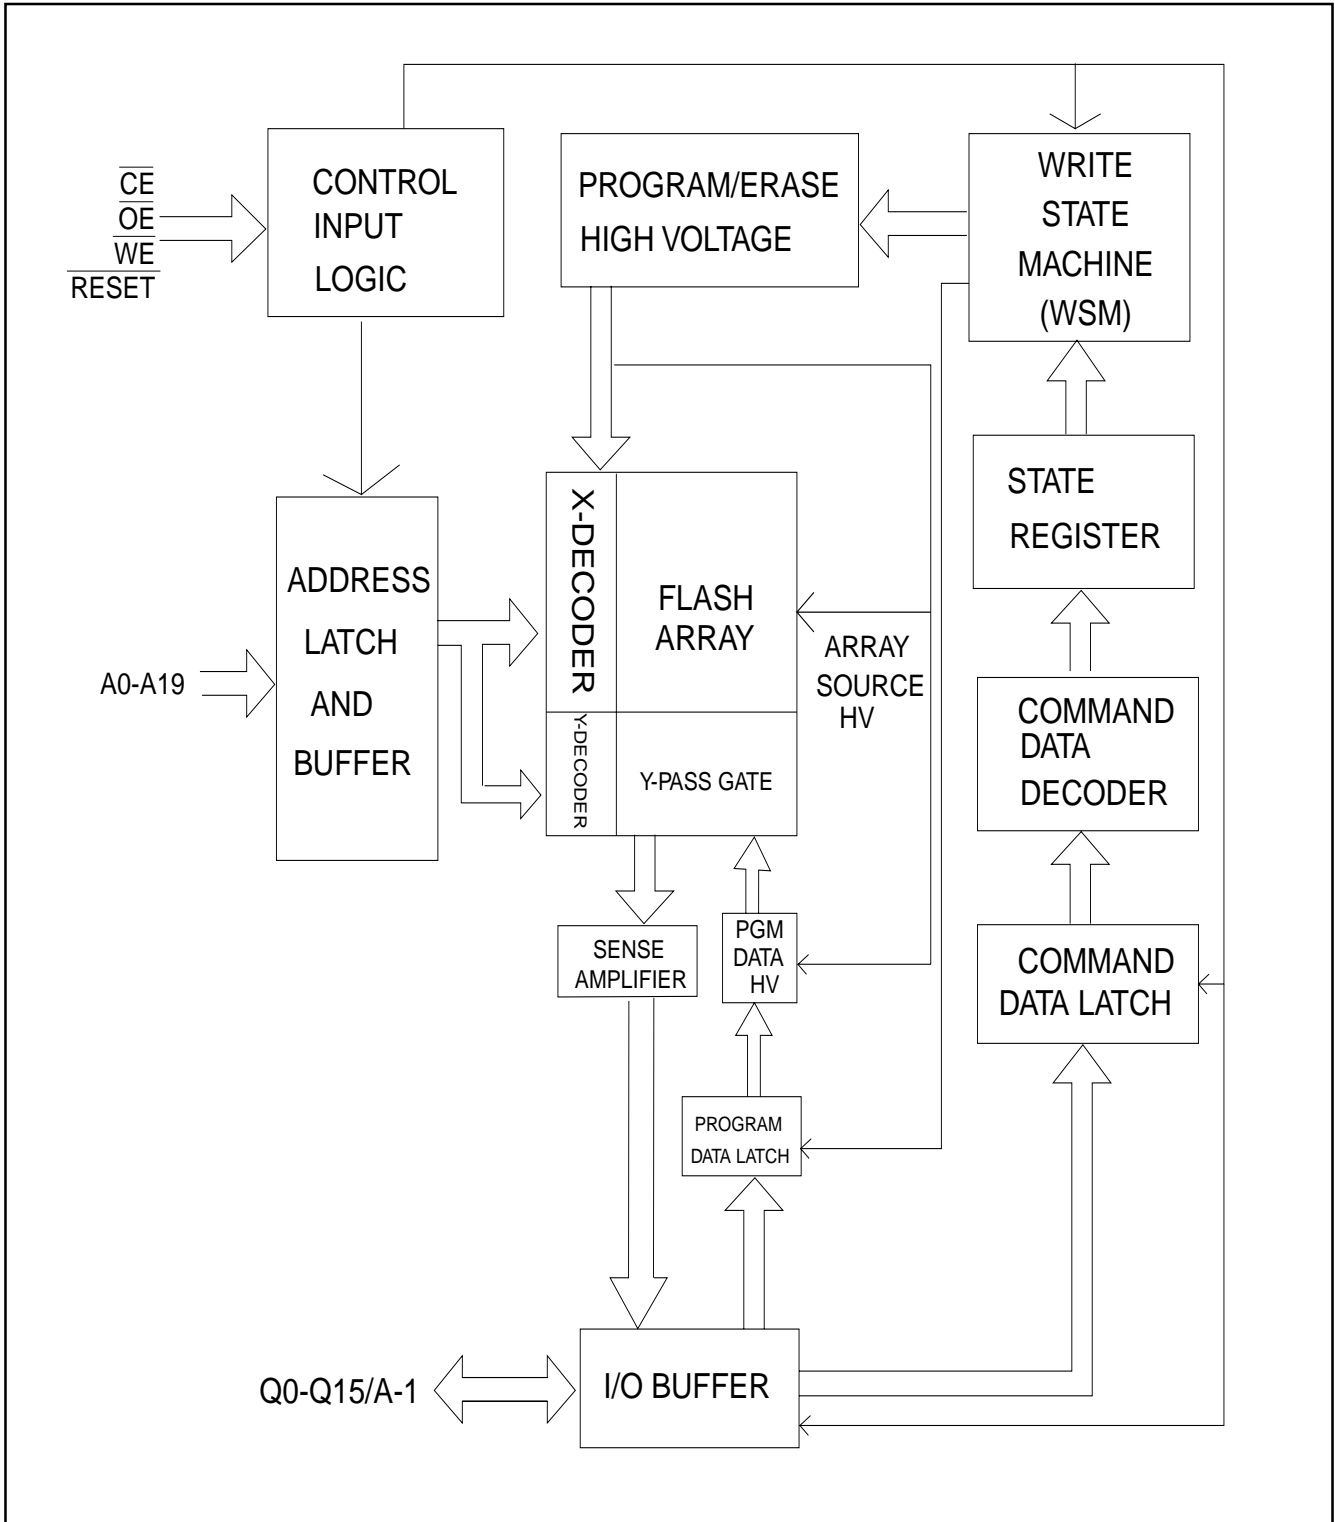 CE
OE
WE
RESET
CONTROL
INPUT
LOGIC
PROGRAM/ERASE
HIGH VOLTAGE
WRITE
STATE
MACHINE
(WSM)
STATE
REGISTER
ADDRESS
LATCH
AND
BUFFER
A0-A19
X-DECODER
FLASH
ARRAY
ARRAY
SOURCE
HV
Y-DECODER
Y-PASS GATE
COMMAND
DATA
DECODER
SENSE
AMPLIFIER
PGM
DATA
HV
COMMAND
DATA LATCH
PROGRAM
DATA LATCH
Q0-Q15/A-1
I/O BUFFER